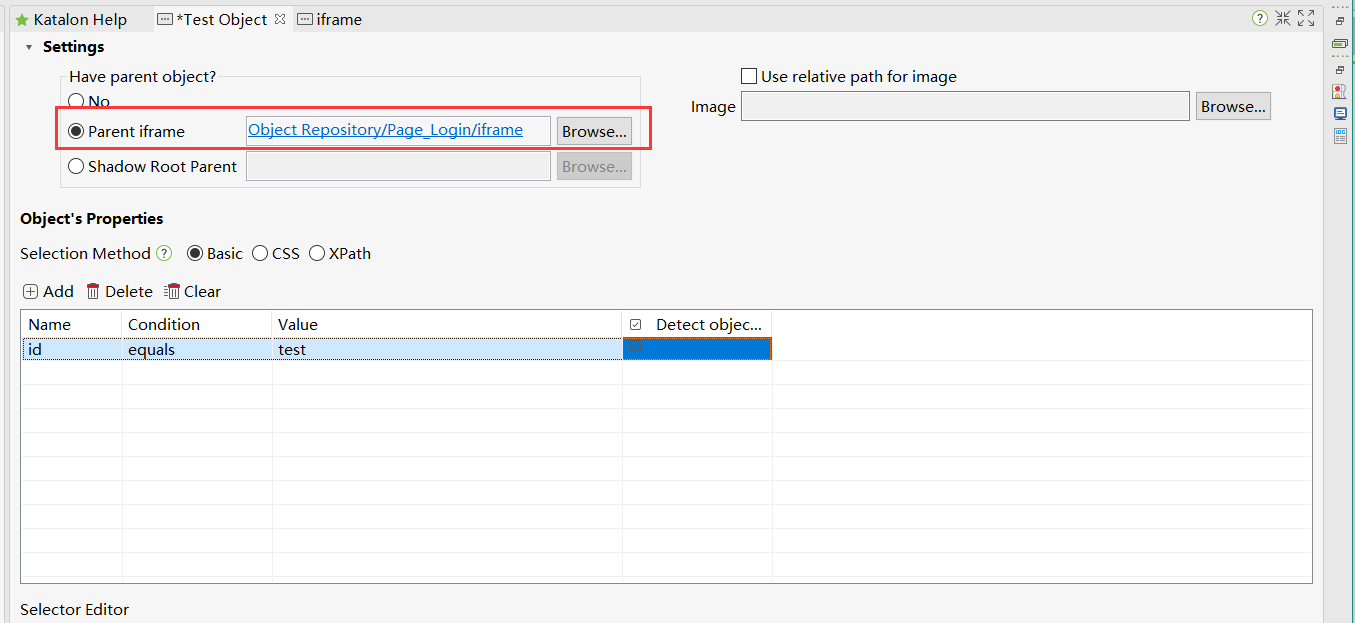 Katalon Help *Test Object iframe
Settings
Have parent object?
No
Use relative path for image
Image Browse...
Parent iframe Object Repository/Page_Login/iframe Browse...
Shadow Root Parent Browse...
Object's Properties
Selection Method ? Basic CSS XPath
Add Delete Clear
Name Condition Value Detect objec...
id equals test
Selector Editor